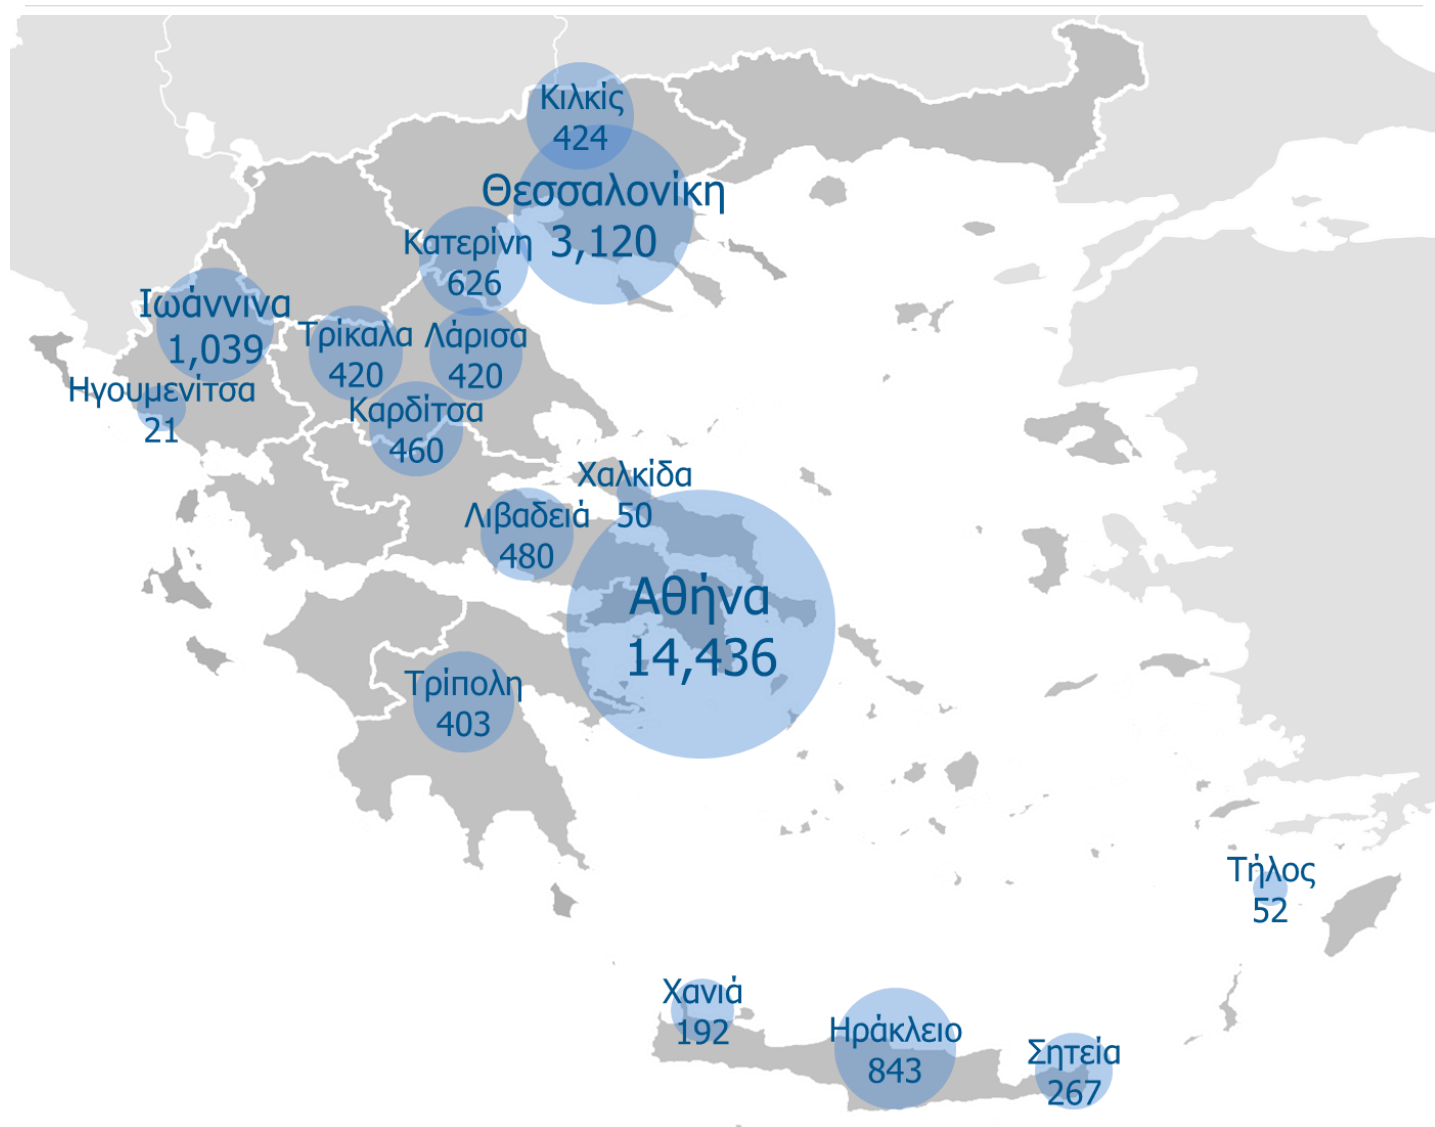 Κιλκίς
424
Θεσσαλονίκη
3,120
Κατερίνη
626
Ιωάννινα
1,039
Τρίκαλα
420
Λάρισα
420
Ηγουμενίτσα
21
Καρδίτσα
460
Χαλκίδα
50
Λιβαδειά
480
Αθήνα
14,436
Τρίπολη
403
Τήλος
52
Χανιά
192
Ηράκλειο
843
Σητεία
267